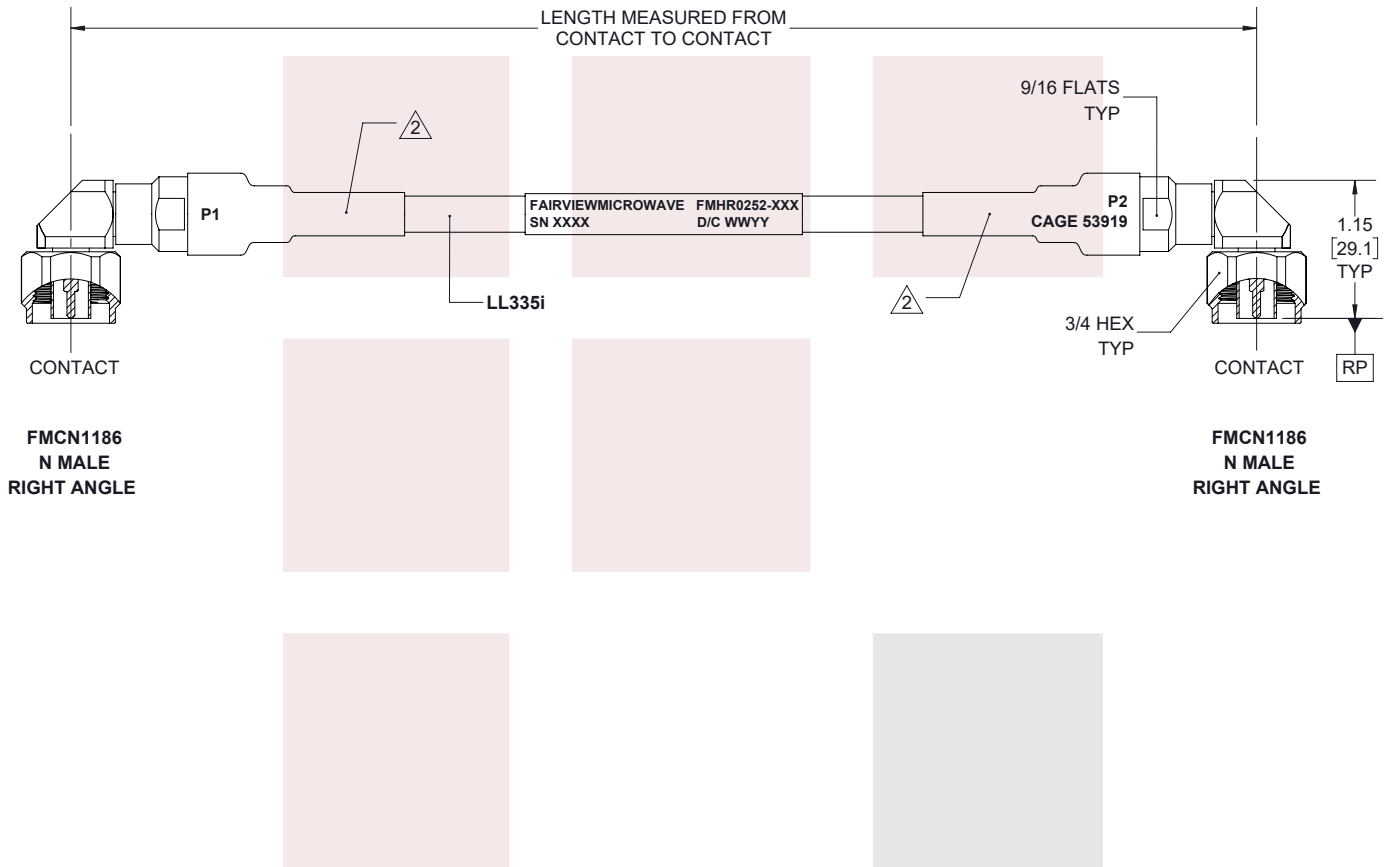 LENGTH MEASURED FROM
CONTACT TO CONTACT
9/16 FLATS
TYP
2
P1
FAIRVIEWMICROWAVE FMHR0252-XXX
SN XXXX D/C WWYY
P2
CAGE 53919
1.15
[29.1]
TYP
LL335i
2
3/4 HEX
TYP
CONTACT
CONTACT
RP
FMCN1186
N MALE
RIGHT ANGLE
FMCN1186
N MALE
RIGHT ANGLE